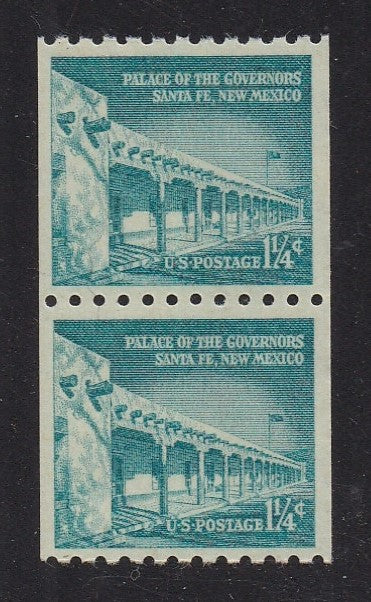 PALACE OF THE GOVERNORS
SANTA FE, NEW MEXICO
U.S. POSTAGE 1¼¢
PALACE OF THE GOVERNORS
SANTA FE, NEW MEXICO
U.S. POSTAGE 1¼¢